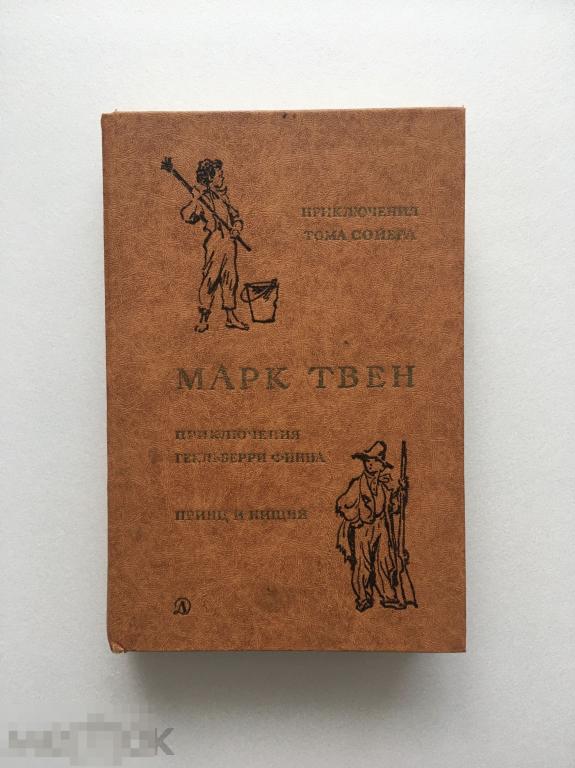 ПРИКЛЮЧЕНИЯ
ТОМА СОЙЕРА
МАРК ТВЕН
ПРИКЛЮЧЕНИЯ
ГЕКЛЬБЕРРИ ФИННА
ПРИНЦ И НИЩИЙ